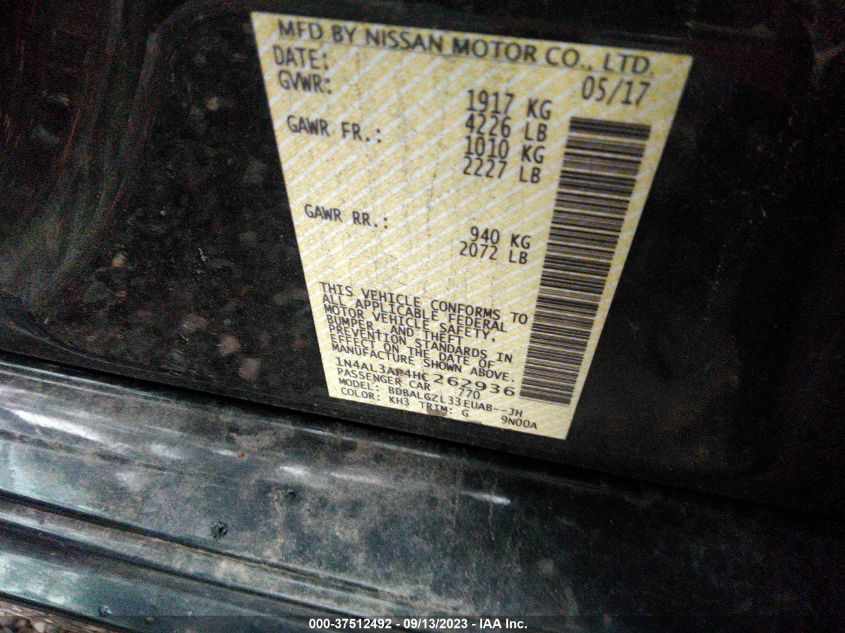 MFD BY NISSAN MOTOR CO., LTD.
DATE: 05/17
GVWR: 1917 KG
4226 LB
GAWR FR.: 1010 KG
2227 LB
GAWR RR.: 940 KG
2072 LB
THIS VEHICLE CONFORMS TO
ALL APPLICABLE FEDERAL
MOTOR VEHICLE SAFETY,
BUMPER, AND THEFT
PREVENTION STANDARDS IN
EFFECT ON THE DATE OF
MANUFACTURE SHOWN ABOVE.
1N4AL3AP4HC262936
PASSENGER CAR 770
MODEL: BDBALGZL33EUAB--JH
COLOR: KH3 TRIM: G 9N00A
000-37512492 - 09/13/2023 - IAA Inc.